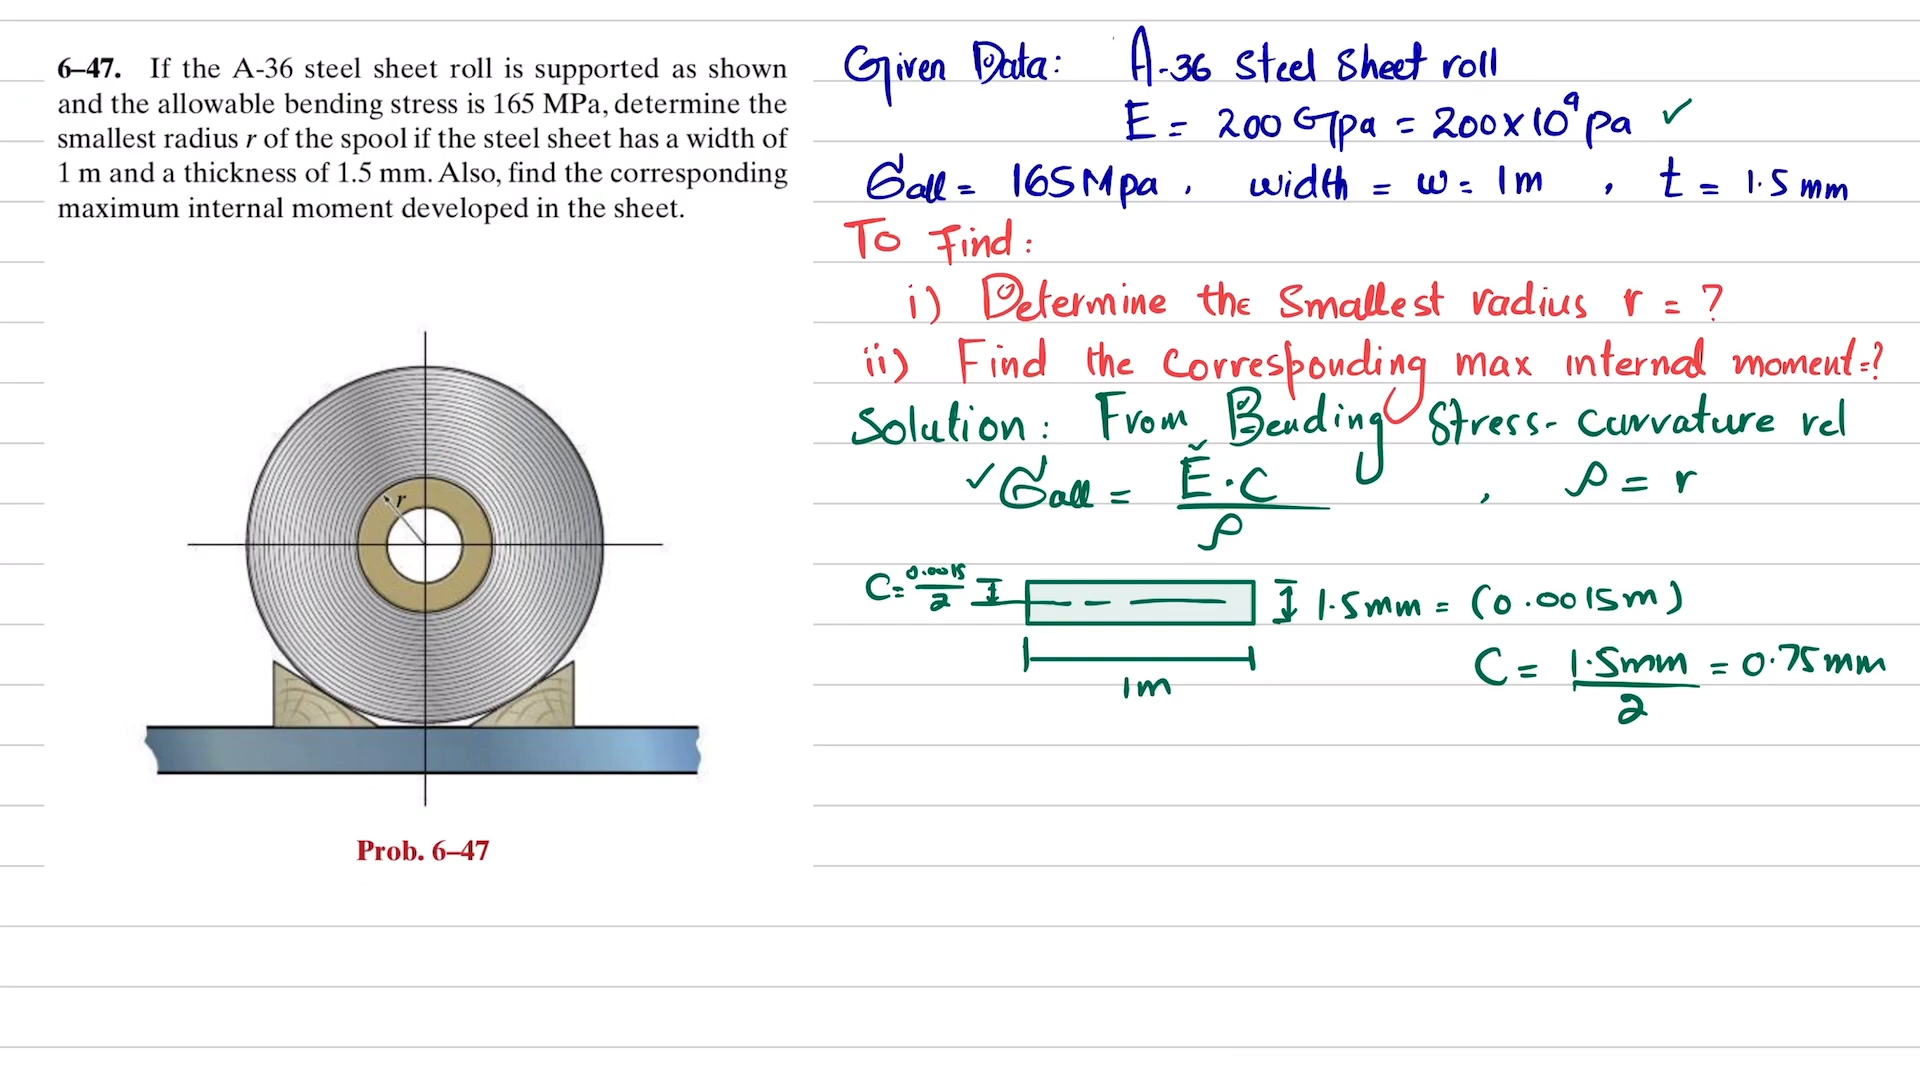 6–47. If the A-36 steel sheet roll is supported as shown
and the allowable bending stress is 165 MPa, determine the
smallest radius r of the spool if the steel sheet has a width of
1 m and a thickness of 1.5 mm. Also, find the corresponding
maximum internal moment developed in the sheet.
r
Prob. 6–47
Given Data: A-36 Steel Sheet roll
E = 200 GPa = 200×10⁹ Pa ✓
σall = 165 MPa, width = w = 1m, t = 1.5 mm
To Find:
i) Determine the Smallest radius r = ?
ii) Find the corresponding max internal moment=?
Solution: From Bending Stress-curvature rel
✓ σall = E·C / ρ , ρ = r
C = 0.0015 / 2
1.5mm = (0.0015m)
C = 1.5mm / 2 = 0.75mm
1m